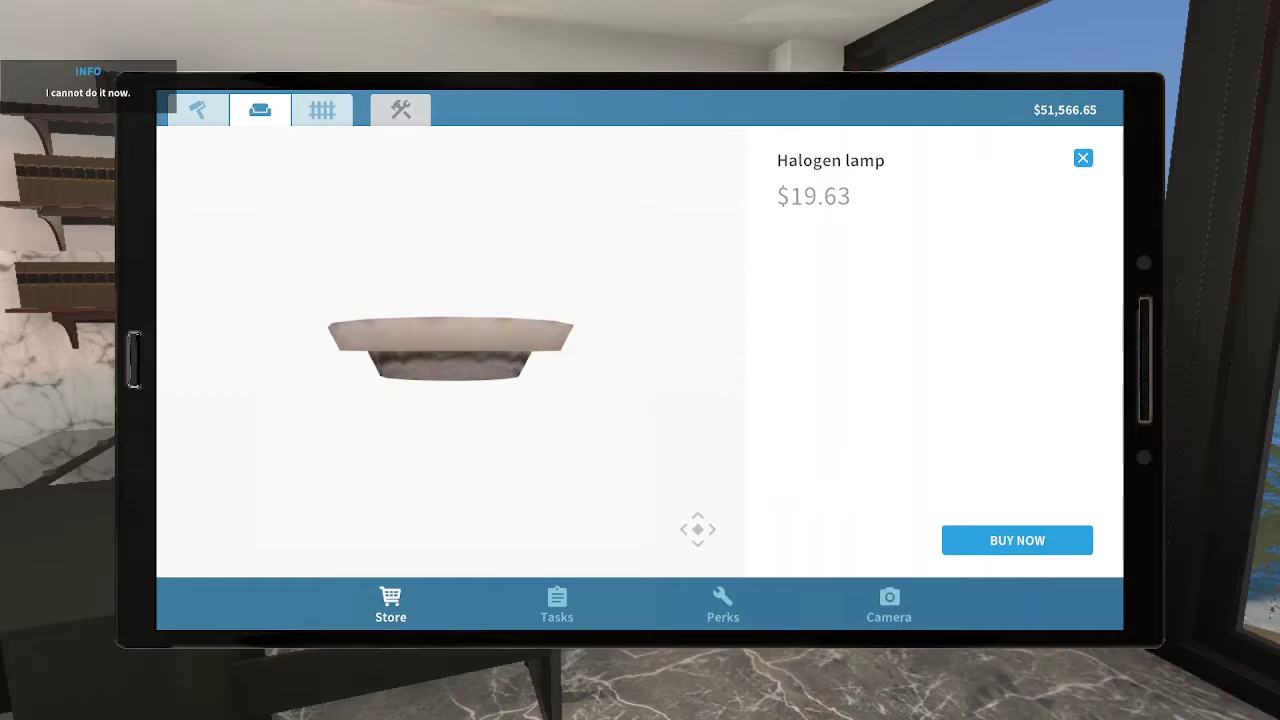 INFO
I cannot do it now.
$51,566.65
Halogen lamp
$19.63
BUY NOW
Store
Tasks
Perks
Camera